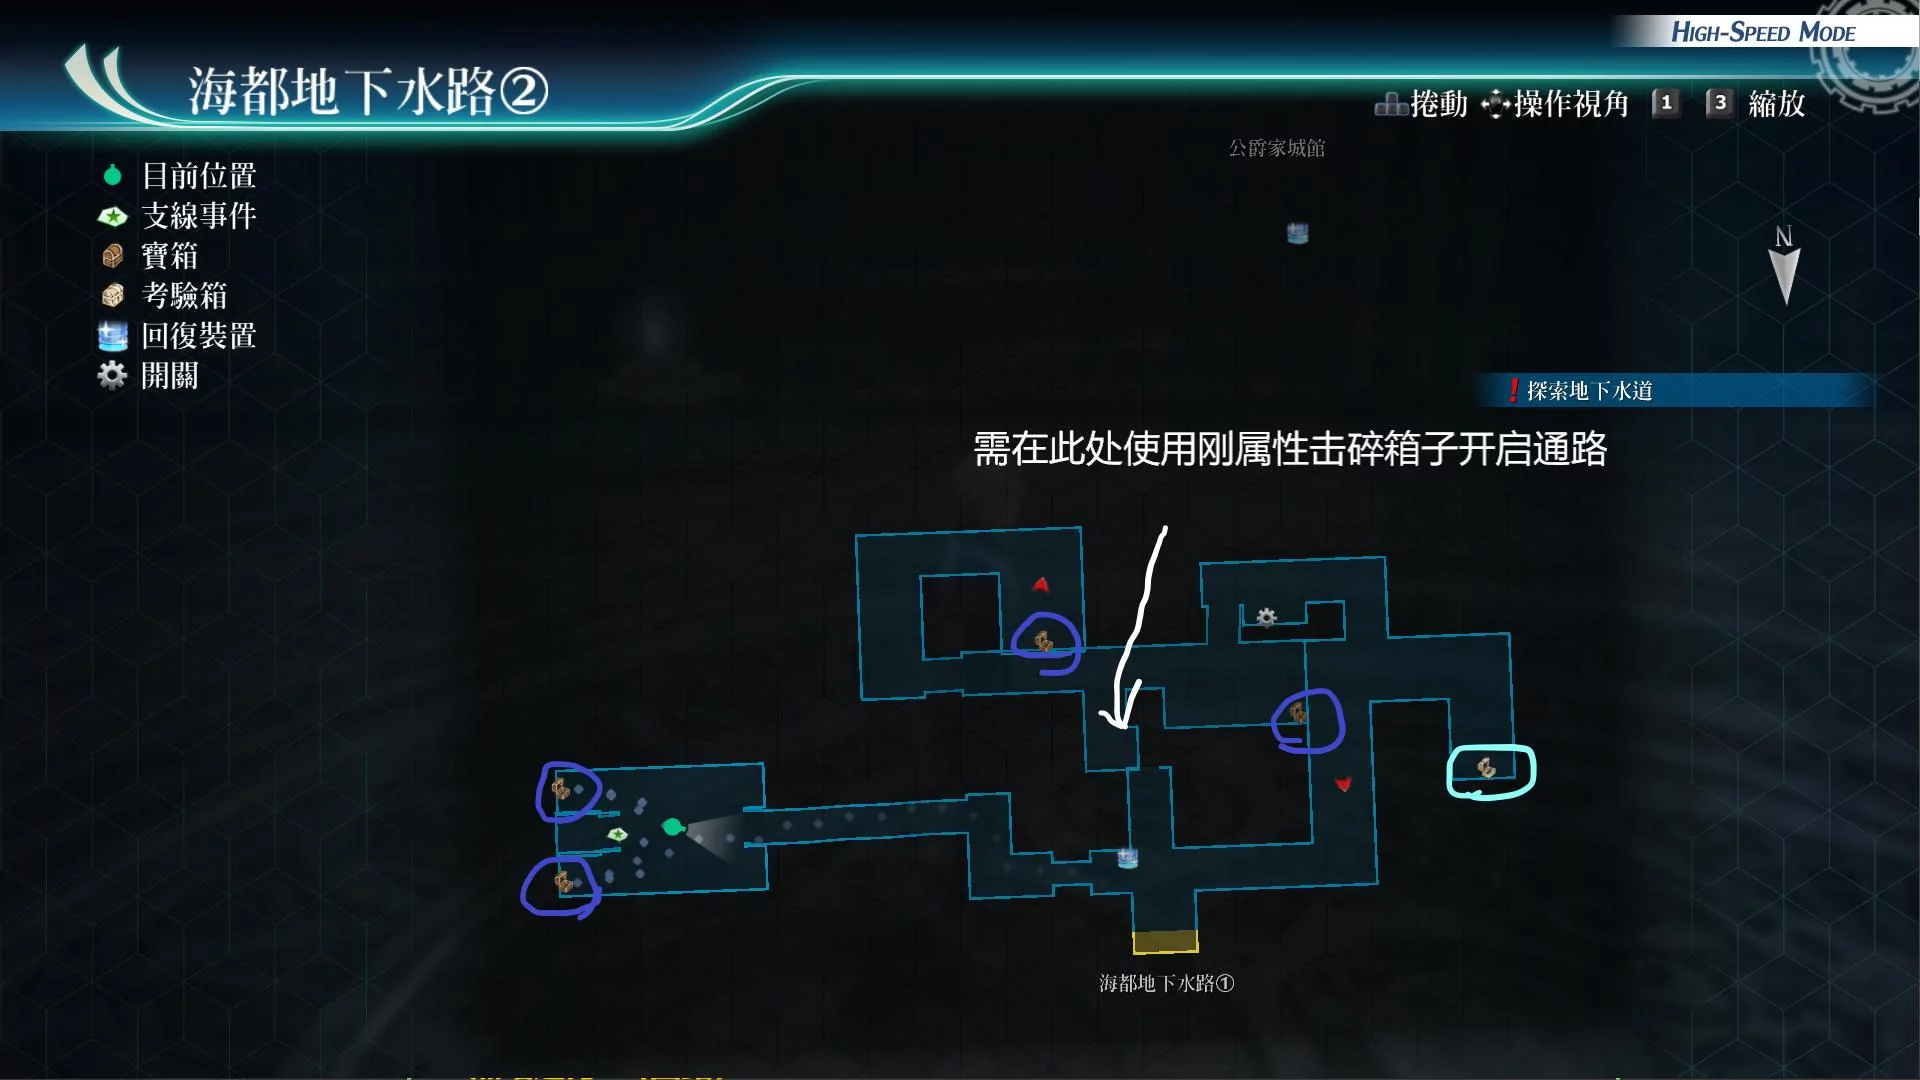 HIGH-SPEED MODE
海都地下水路②
捲動 操作視角 1 3 縮放
公爵家城館
目前位置
支線事件
寶箱
考驗箱
回復裝置
開關
N
! 探索地下水道
需在此处使用刚属性击碎箱子开启通路
海都地下水路①